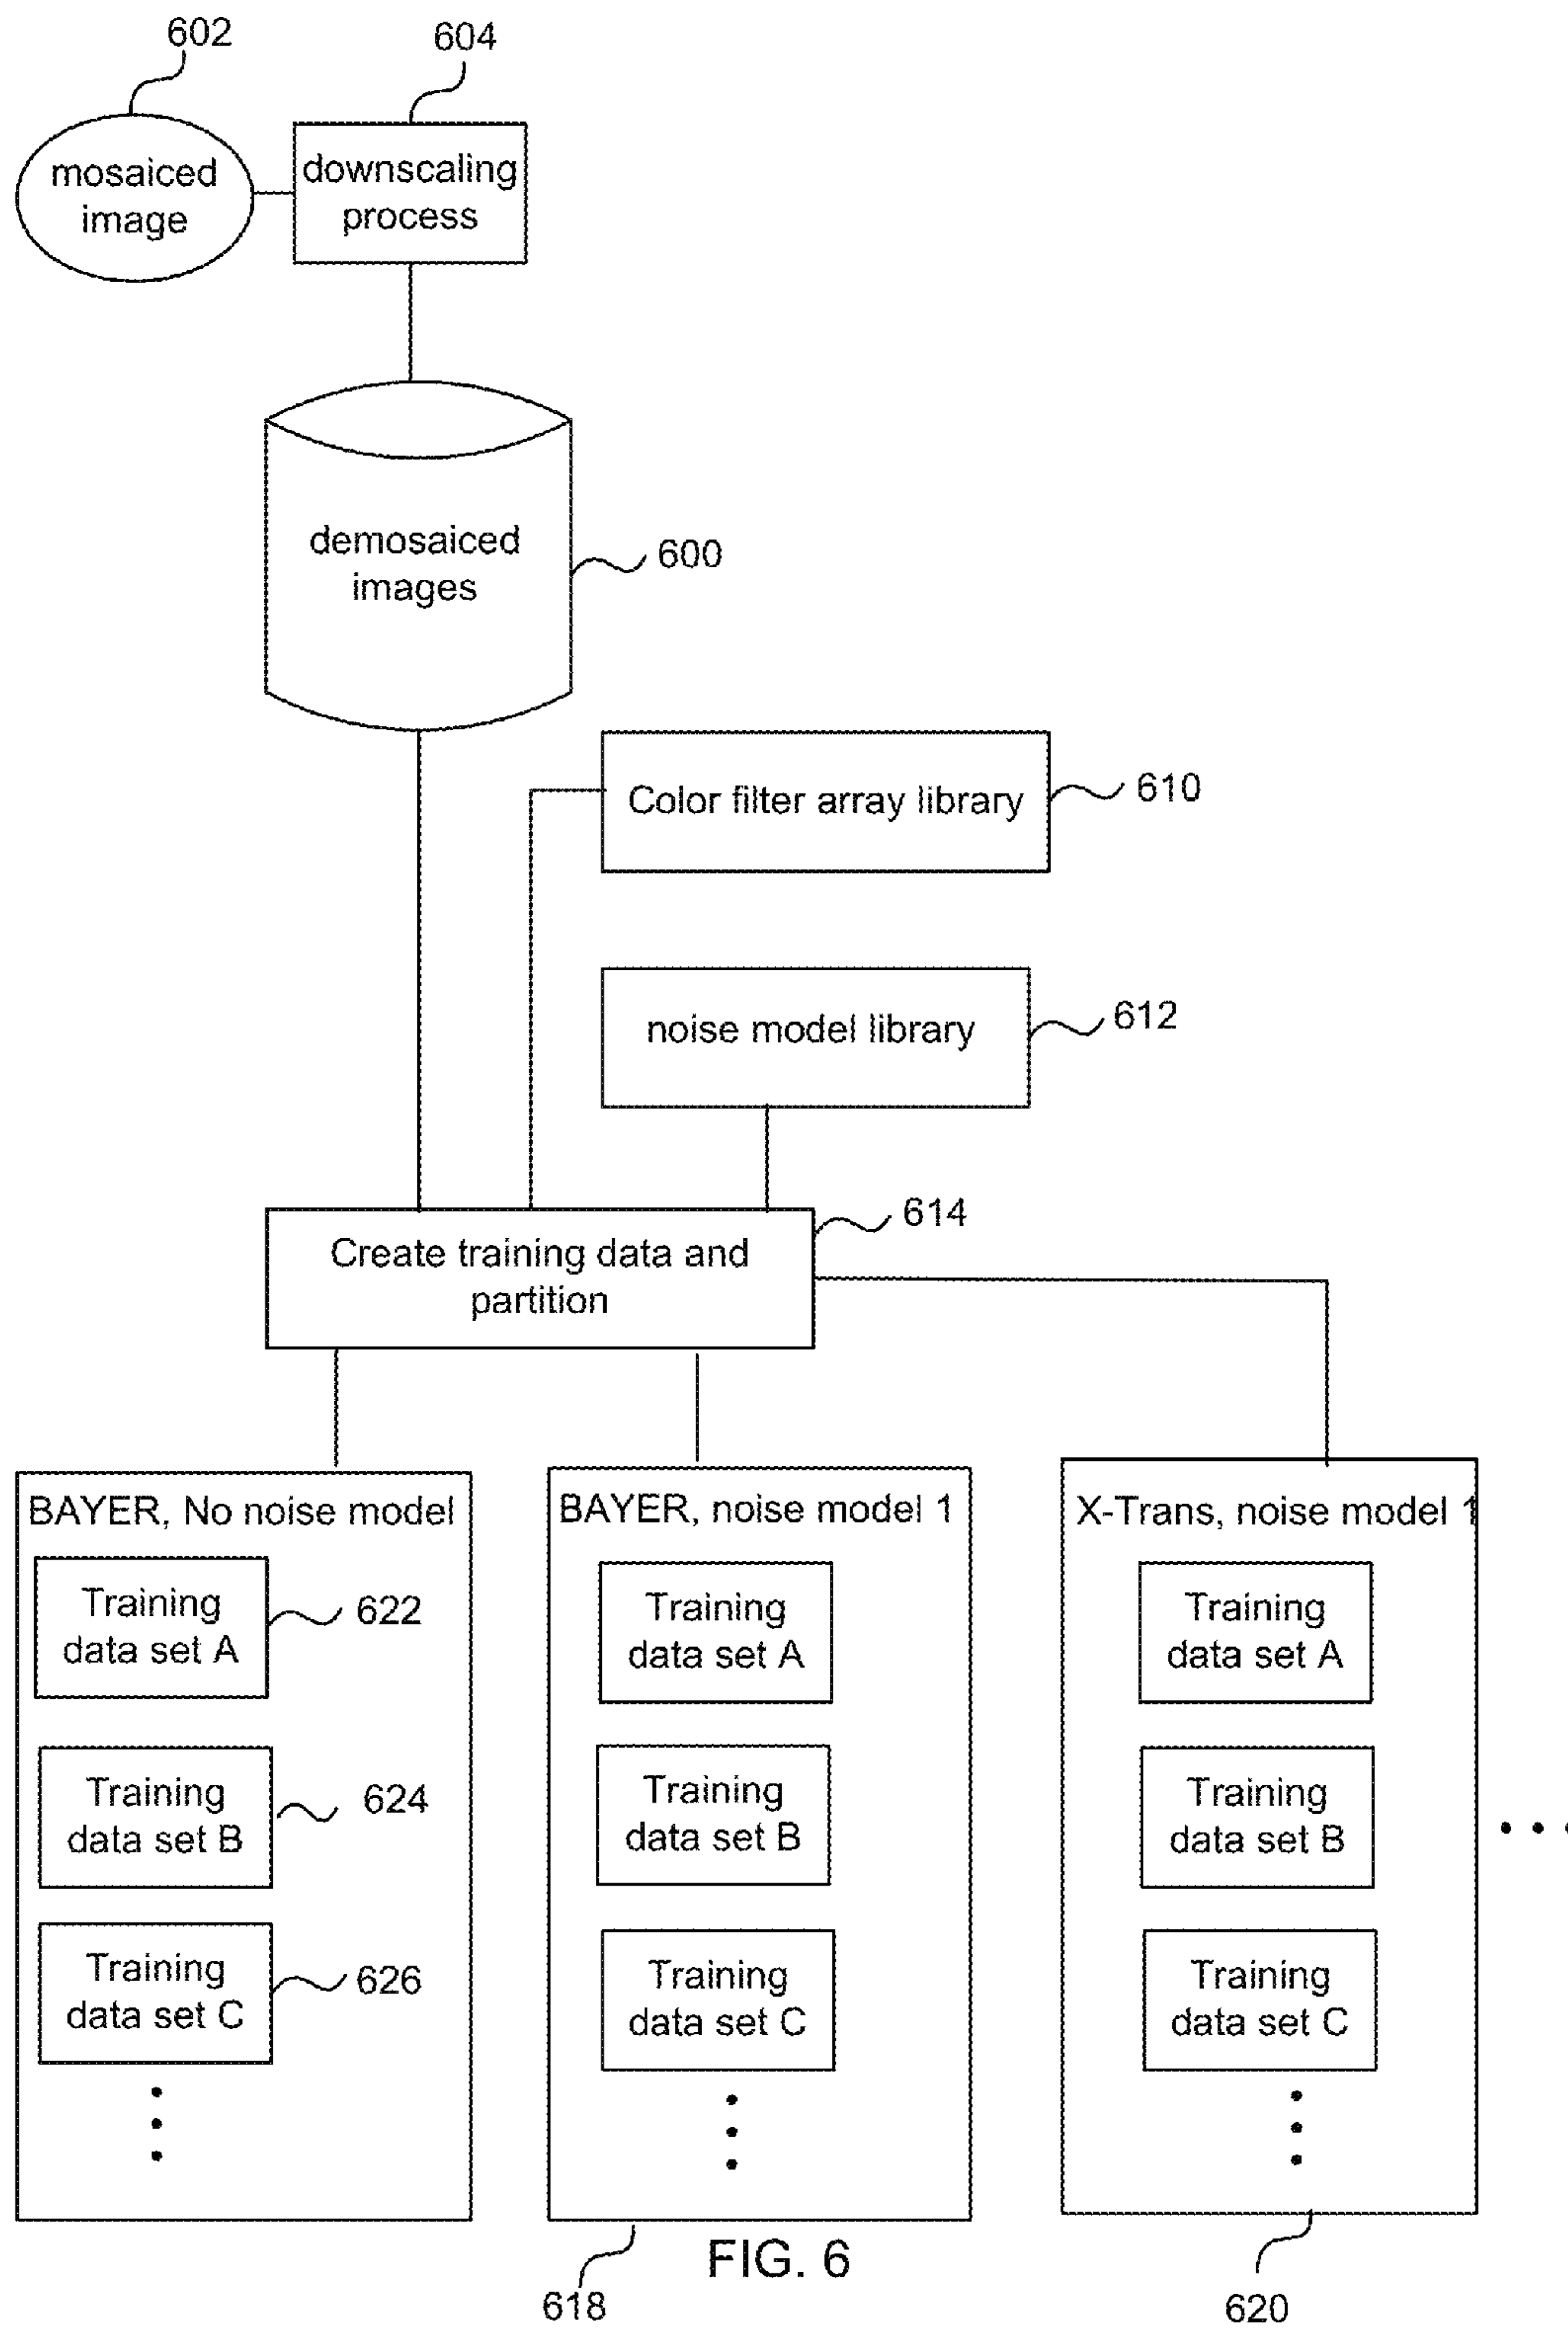 602
604
mosaiced
image
downscaling
process
demosaiced
images
600
Color filter array library
610
noise model library
612
614
Create training data and
partition
BAYER, No noise model
Training
data set A
622
Training
data set B
624
Training
data set C
626
BAYER, noise model 1
Training
data set A
Training
data set B
Training
data set C
X-Trans, noise model 1
Training
data set A
Training
data set B
Training
data set C
FIG. 6
618
620